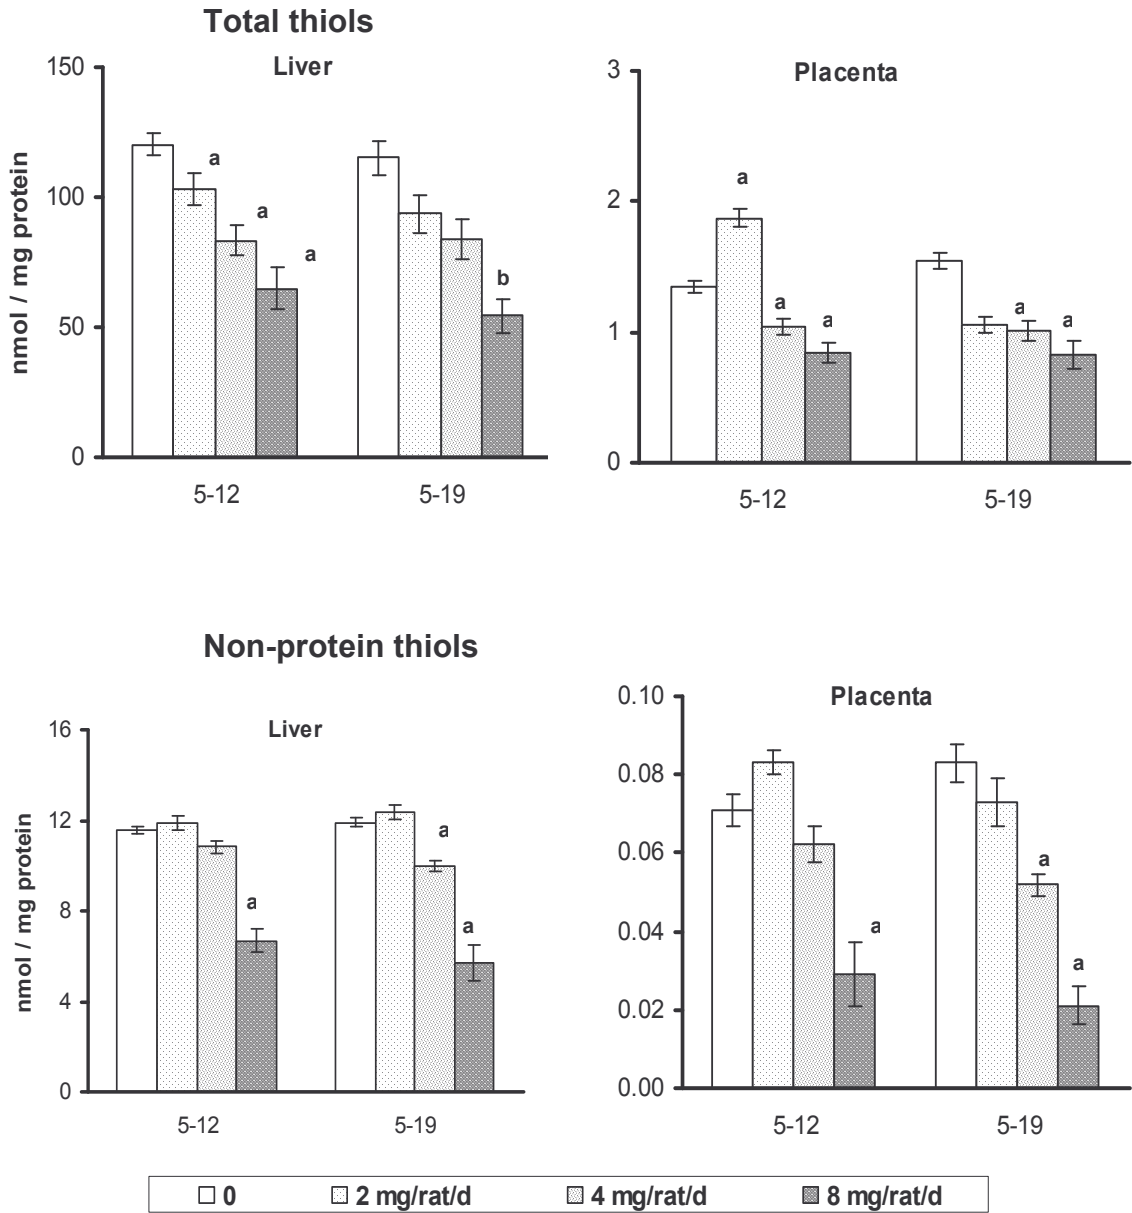 Total thiols
Liver
nmol / mg protein
150
100
50
0
a
a
a
b
5-12
5-19
Placenta
3
2
1
0
a
a
a
a
a
5-12
5-19
Non-protein thiols
Liver
nmol / mg protein
16
12
8
4
0
a
a
a
5-12
5-19
Placenta
0.10
0.08
0.06
0.04
0.02
0.00
a
a
a
5-12
5-19
0 2 mg/rat/d 4 mg/rat/d 8 mg/rat/d